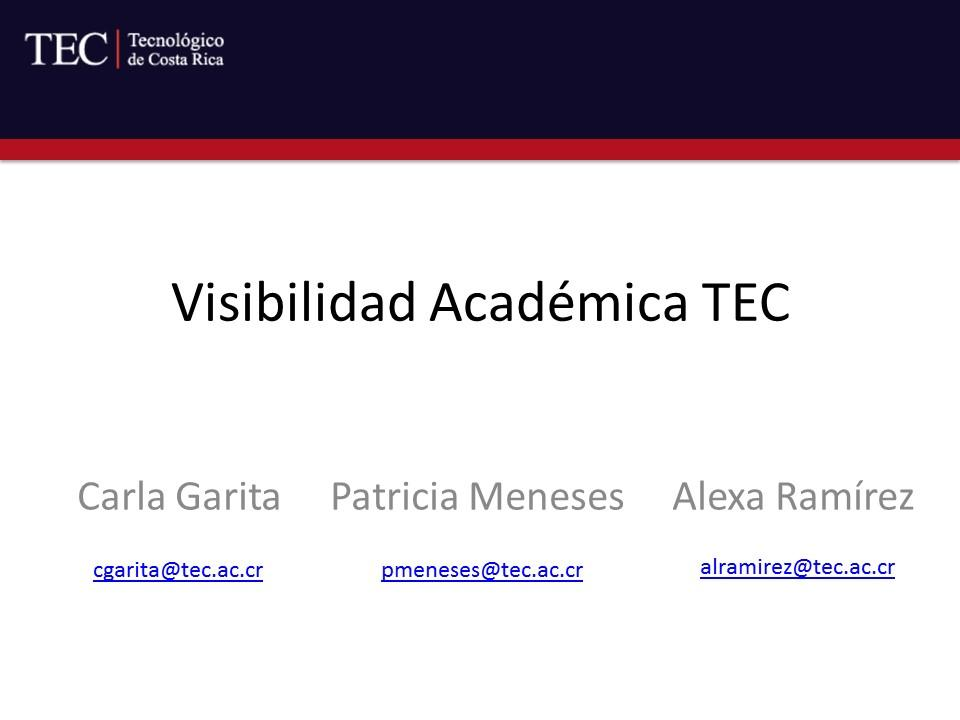 TEC
Tecnológico
de Costa Rica
Visibilidad Académica TEC
Carla Garita
Patricia Meneses
Alexa Ramírez
cgarita@tec.ac.cr
pmeneses@tec.ac.cr
alramirez@tec.ac.cr